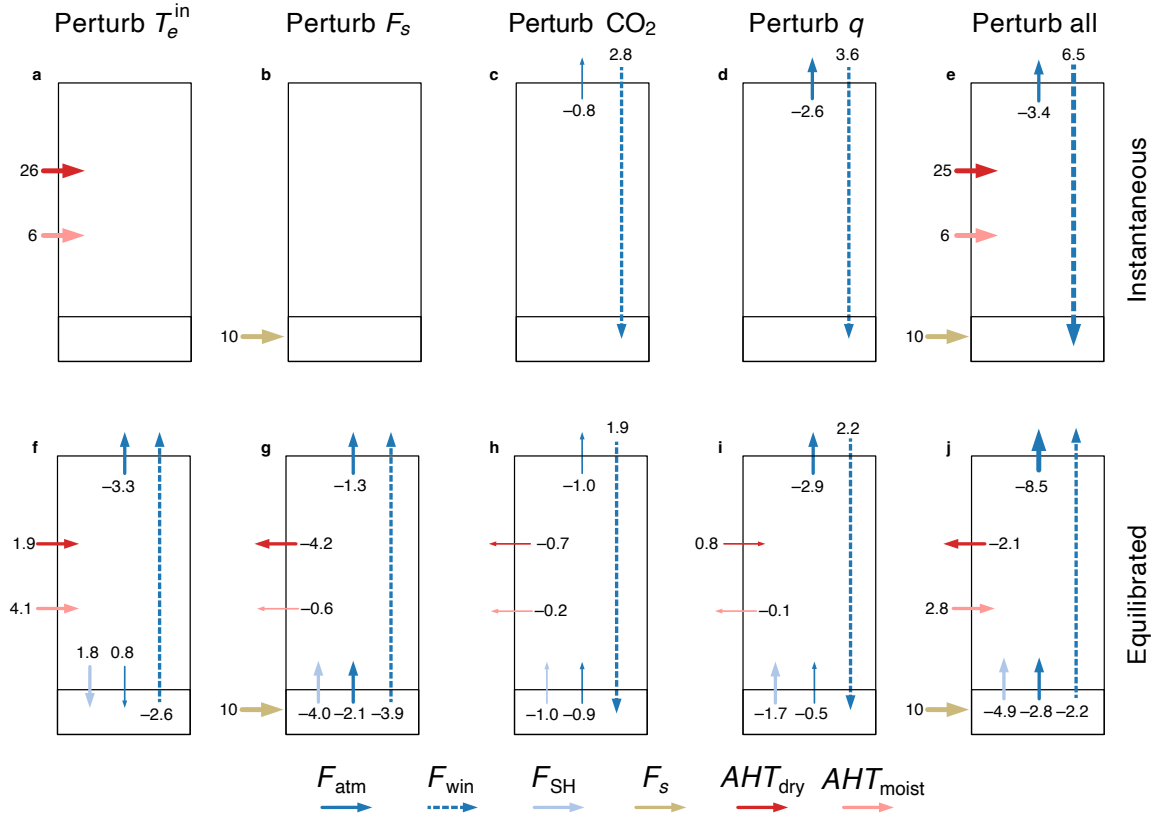 Perturb T_e^in Perturb F_s Perturb CO₂ Perturb q Perturb all
a b c 2.8 d 3.6 e 6.5
−0.8 −2.6 −3.4
26 25
6 6
10 10
Instantaneous
f g h 1.9 i 2.2 j
−3.3 −1.3 −1.0 −2.9 −8.5
1.9 −4.2 −0.7 0.8 −2.1
4.1 −0.6 −0.2 −0.1 2.8
1.8 0.8
−2.6 10 −4.0 −2.1 −3.9 −1.0 −0.9 −1.7 −0.5 10 −4.9 −2.8 −2.2
Equilibrated
F_atm F_win F_SH F_s AHT_dry AHT_moist